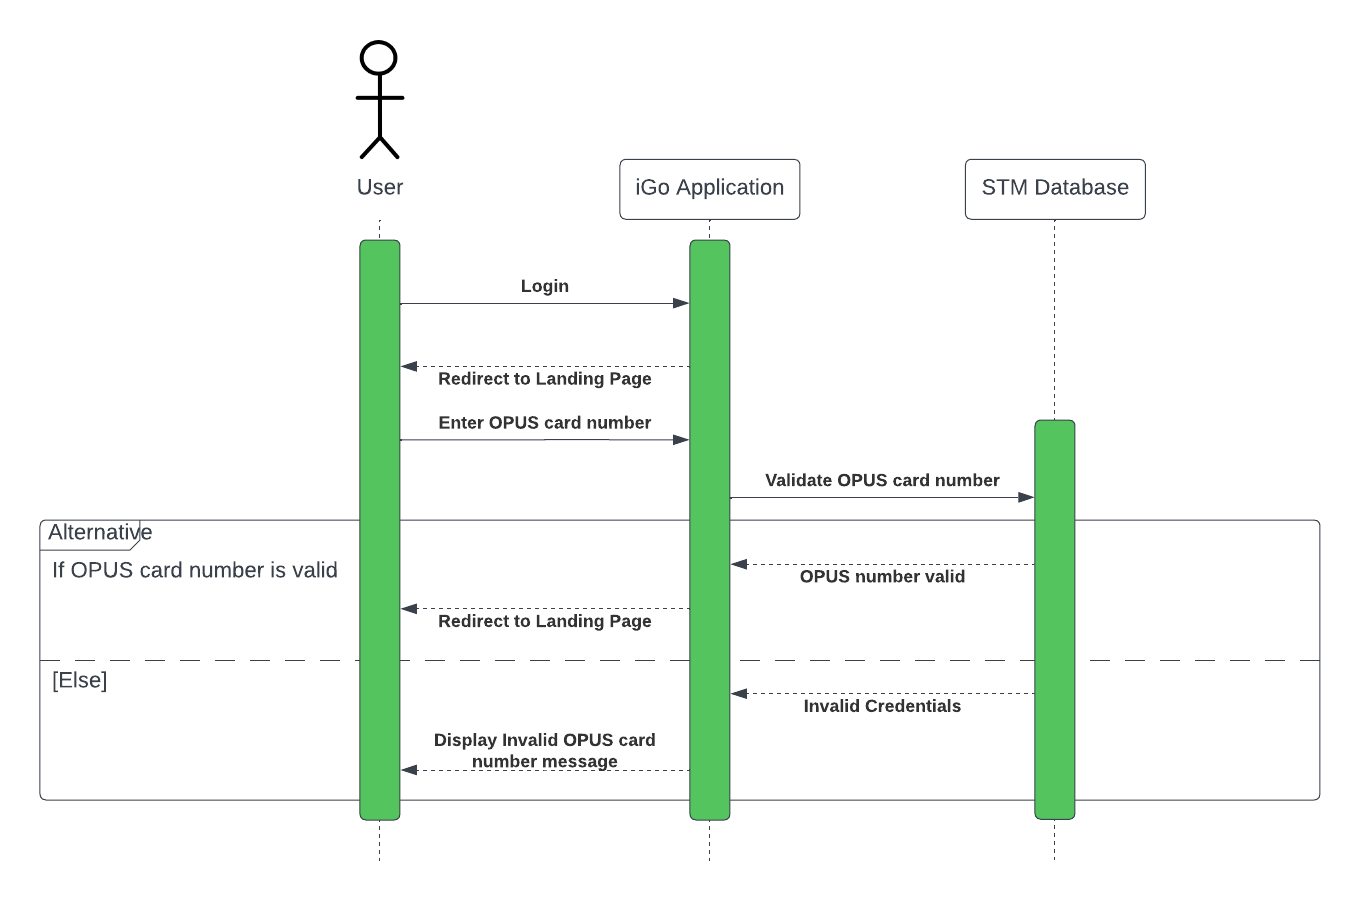 User
iGo Application
STM Database
Login
Redirect to Landing Page
Enter OPUS card number
Validate OPUS card number
Alternative
If OPUS card number is valid
OPUS number valid
Redirect to Landing Page
[Else]
Invalid Credentials
Display Invalid OPUS card
number message